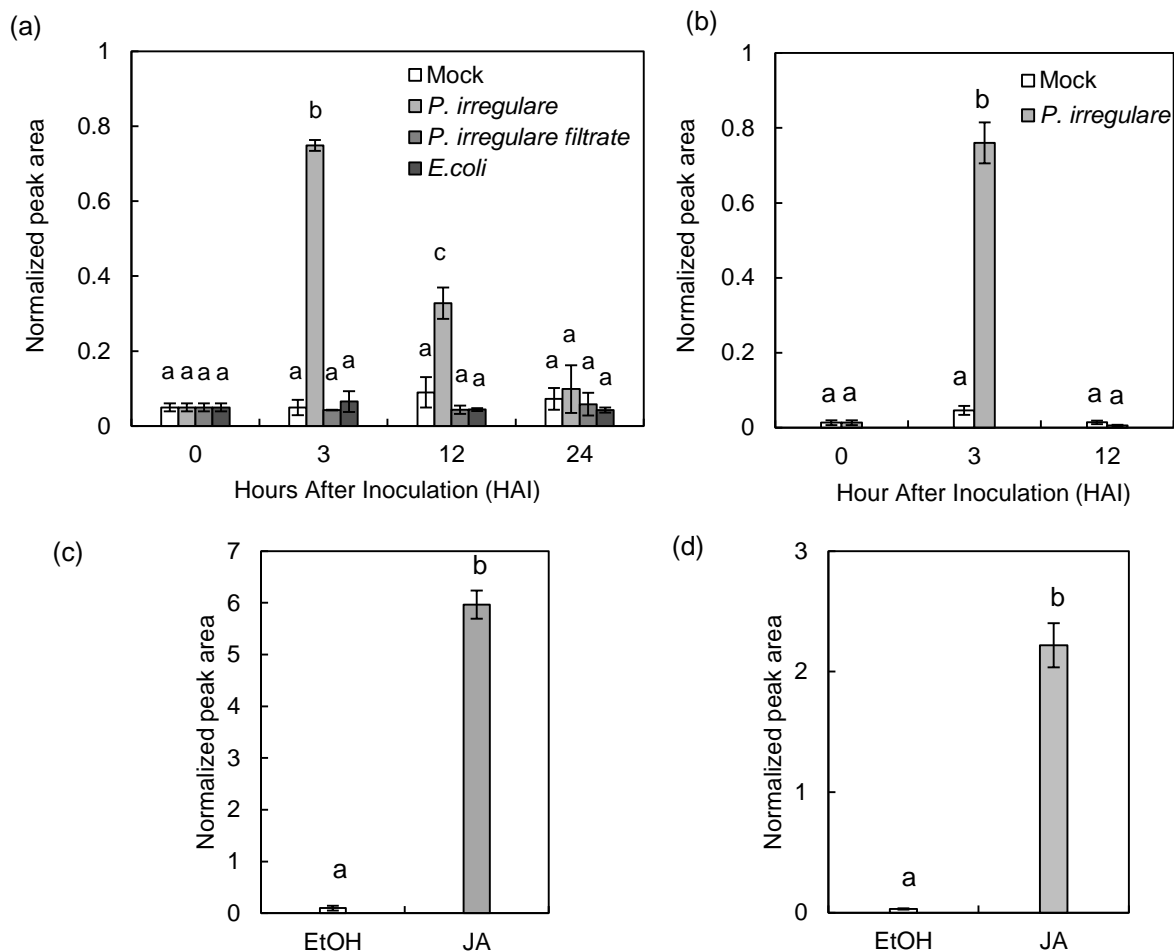 (a)
Normalized peak area
1
0.8
0.6
0.4
0.2
0
Mock
P. irregulare
P. irregulare filtrate
E.coli
b
c
a a a a
a a a
a a a
a a a a
0 3 12 24
Hours After Inoculation (HAI)
(b)
Normalized peak area
1
0.8
0.6
0.4
0.2
0
Mock
P. irregulare
b
a a
a
a a
0 3 12
Hour After Inoculation (HAI)
(c)
Normalized peak area
7
6
5
4
3
2
1
0
b
a
EtOH JA
(d)
Normalized peak area
3
2
1
0
b
a
EtOH JA